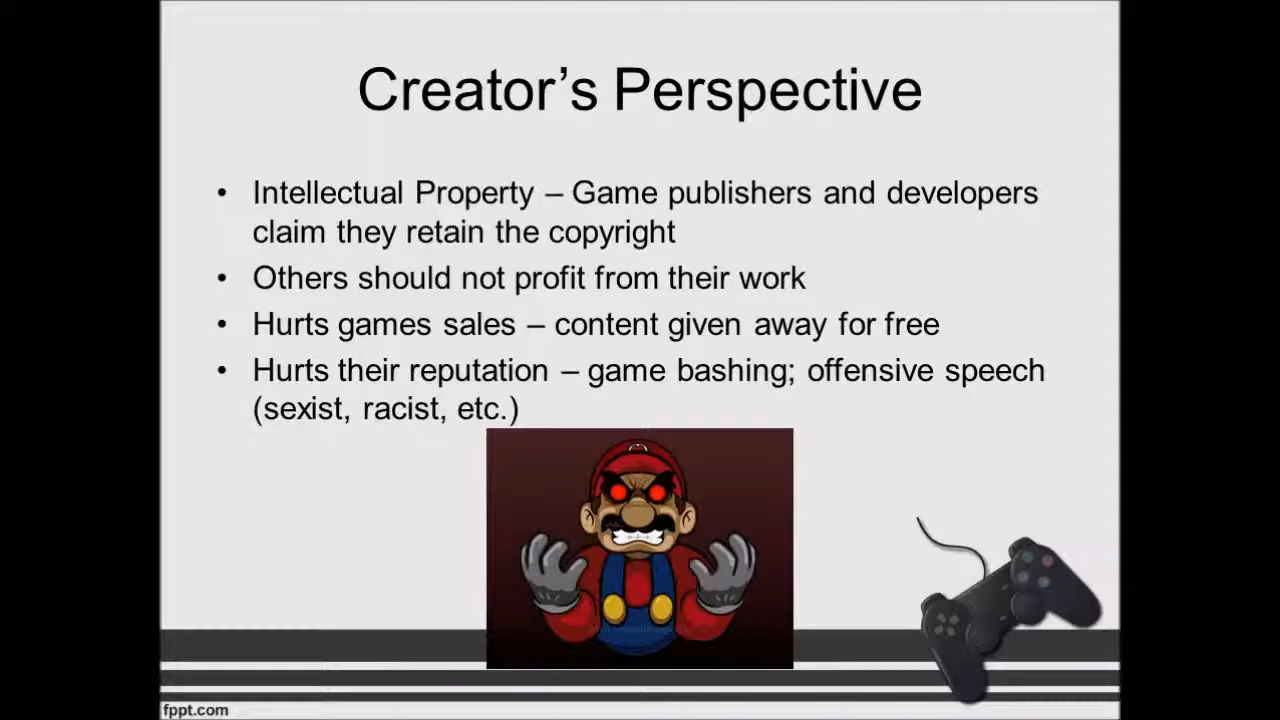 Creator’s Perspective
• Intellectual Property – Game publishers and developers
claim they retain the copyright
• Others should not profit from their work
• Hurts games sales – content given away for free
• Hurts their reputation – game bashing; offensive speech
(sexist, racist, etc.)
fppt.com